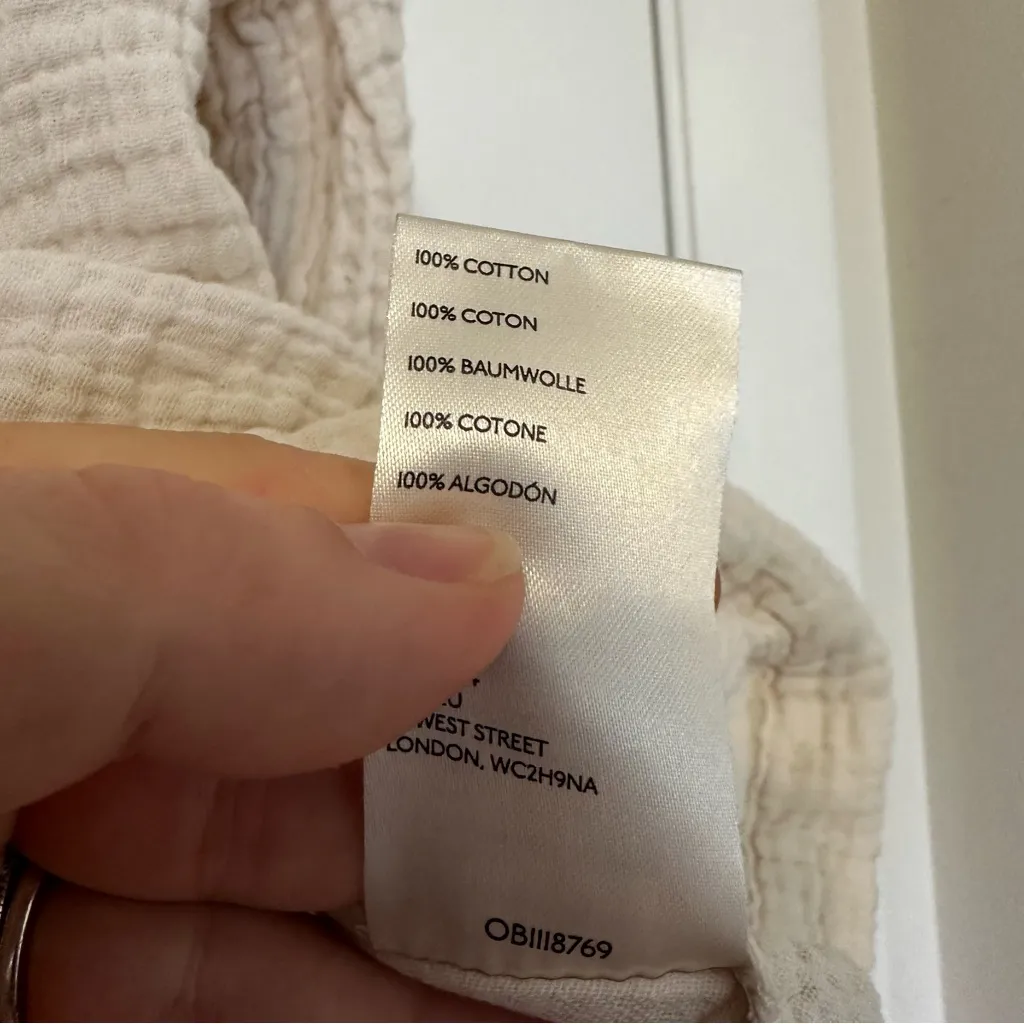 100% COTTON
100% COTON
100% BAUMWOLLE
100% COTONE
100% ALGODÓN
WEST STREET
LONDON, WC2H9NA
OB1118769